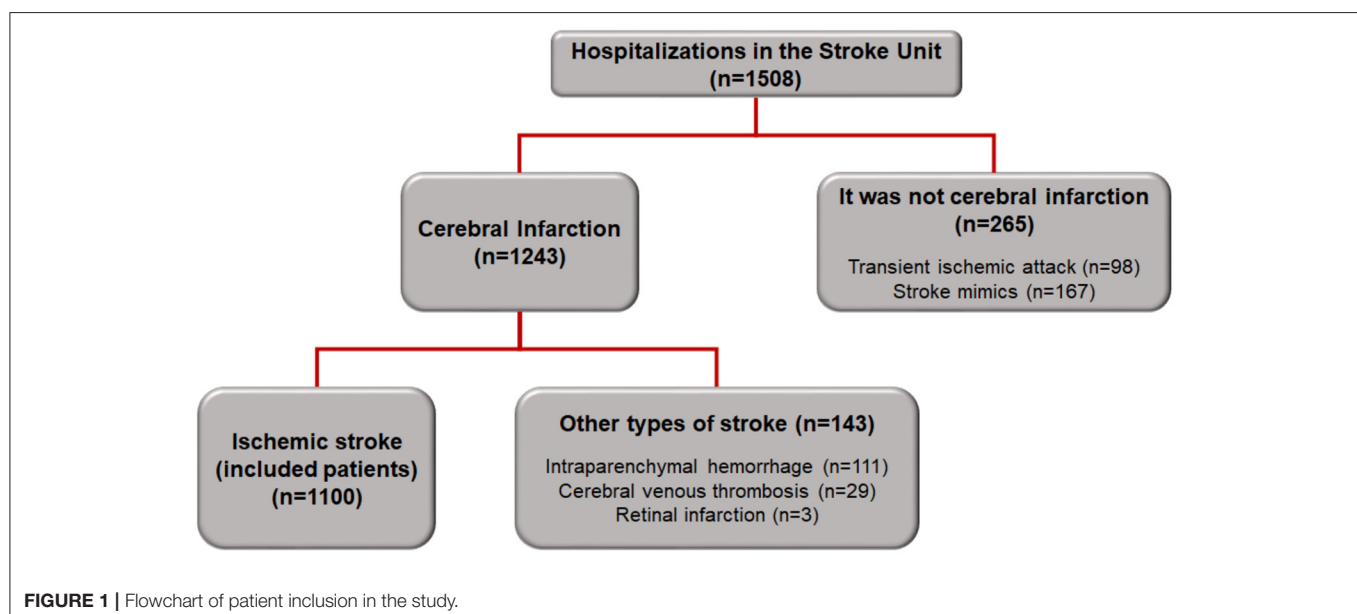 Hospitalizations in the Stroke Unit
(n=1508)
Cerebral Infarction
(n=1243)
It was not cerebral infarction
(n=265)
Transient ischemic attack (n=98)
Stroke mimics (n=167)
Ischemic stroke
(included patients)
(n=1100)
Other types of stroke (n=143)
Intraparenchymal hemorrhage (n=111)
Cerebral venous thrombosis (n=29)
Retinal infarction (n=3)
FIGURE 1 | Flowchart of patient inclusion in the study.